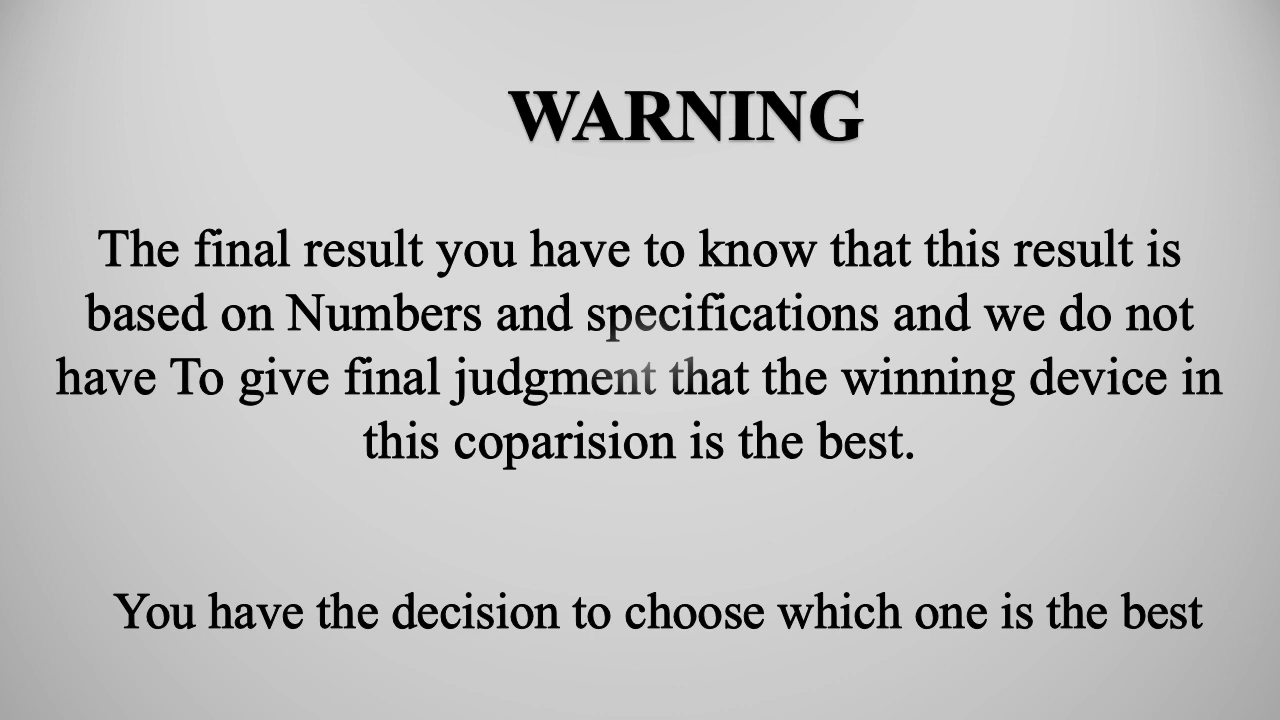 WARNING
The final result you have to know that this result is
based on Numbers and specifications and we do not
have To give final judgment that the winning device in
this coparision is the best.
You have the decision to choose which one is the best